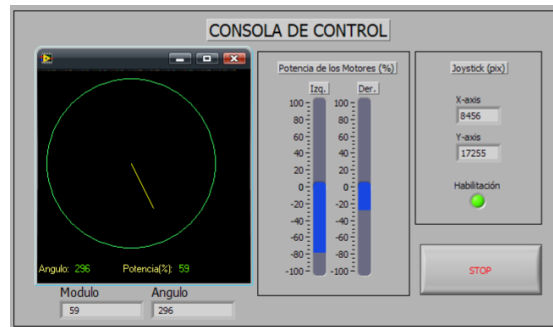 CONSOLA DE CONTROL
Angulo: 296 Potencia(%): 59
Modulo Angulo
59 296
Potencia de los Motores (%)
Izq. Der.
100 100
80 80
60 60
40 40
20 20
0 0
-20 -20
-40 -40
-60 -60
-80 -80
-100 -100
Joystick (pix)
X-axis
8456
Y-axis
17255
Habilitación
STOP